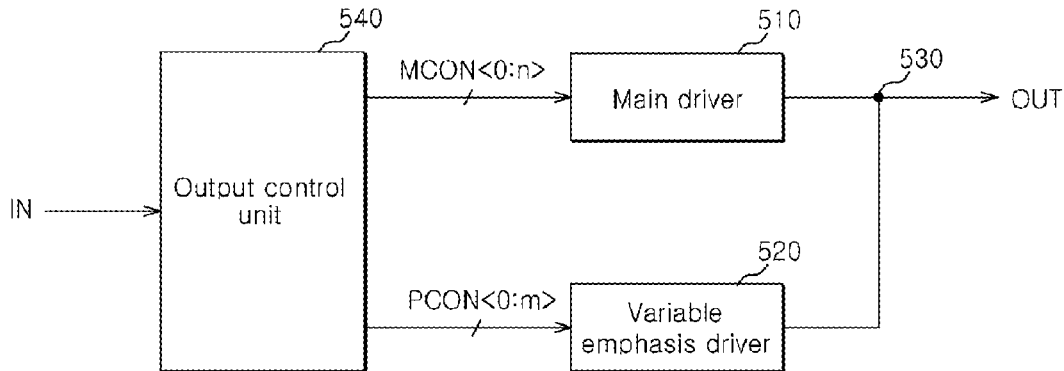 540
510
530
MCON<0:n>
Main driver
OUT
Output control
unit
IN
520
PCON<0:m>
Variable
emphasis driver